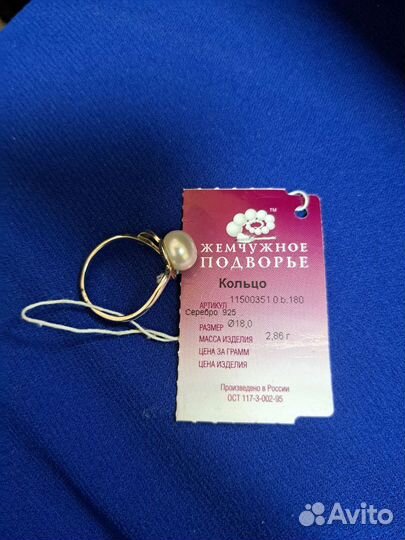 TM
ЖЕМЧУЖНОЕ
ПОДВОРЬЕ
Кольцо
АРТИКУЛ 11500351.0 b.180
Серебро 925
РАЗМЕР Ø18,0
МАССА ИЗДЕЛИЯ 2,86 г
ЦЕНА ЗА ГРАММ
ЦЕНА ИЗДЕЛИЯ
Произведено в России
ОСТ 117-3-002-95
Avito